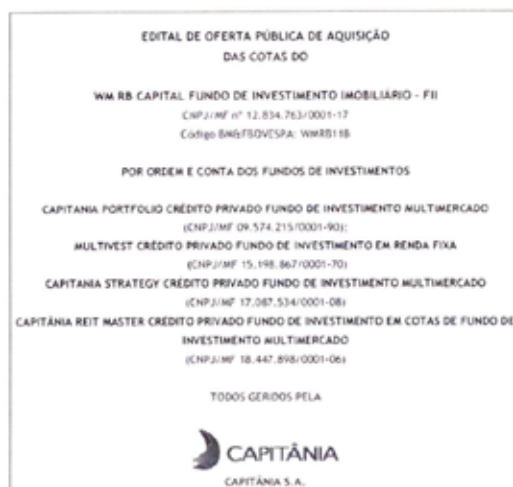 EDITAL DE OFERTA PÚBLICA DE AQUISIÇÃO
DAS COTAS DO
WM RB CAPITAL FUNDO DE INVESTIMENTO IMOBILIÁRIO - FII
CNPJ/MF nº 12.834.763/0001-17
Código BM&FBOVESPA: WMRB11B
POR ORDEM E CONTA DOS FUNDOS DE INVESTIMENTOS
CAPITANIA PORTFOLIO CRÉDITO PRIVADO FUNDO DE INVESTIMENTO MULTIMERCADO
(CNPJ/MF 09.574.215/0001-90);
MULTIVEST CRÉDITO PRIVADO FUNDO DE INVESTIMENTO EM RENDA FIXA
(CNPJ/MF 15.198.867/0001-70)
CAPITANIA STRATEGY CRÉDITO PRIVADO FUNDO DE INVESTIMENTO MULTIMERCADO
(CNPJ/MF 17.087.534/0001-08)
CAPITÂNIA REIT MASTER CRÉDITO PRIVADO FUNDO DE INVESTIMENTO EM COTAS DE FUNDO DE
INVESTIMENTO MULTIMERCADO
(CNPJ/MF 18.447.898/0001-06)
TODOS GERIDOS PELA
CAPITÂNIA
CAPITÂNIA S.A.